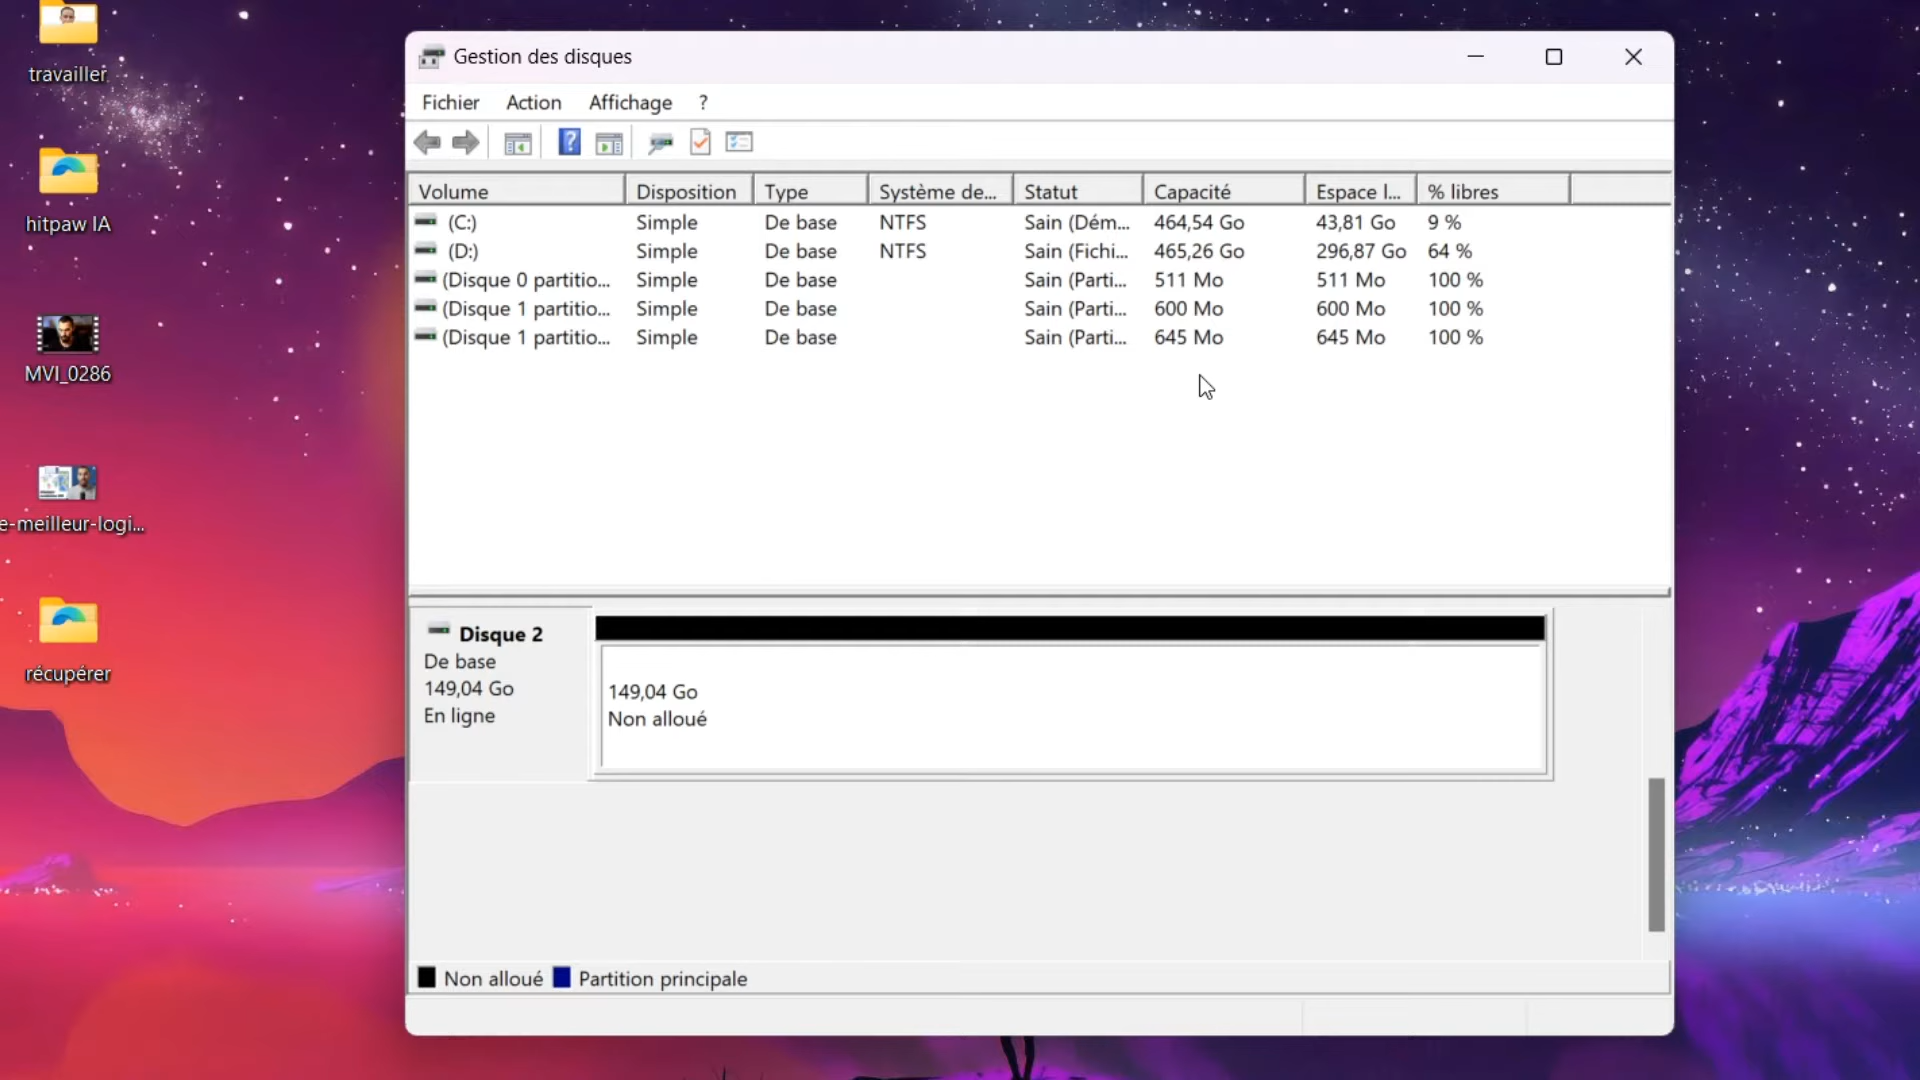 travailler
hitpaw IA
MVI_0286
e-meilleur-logi...
récupérer
Gestion des disques
Fichier Action Affichage ?
Volume Disposition Type Système de... Statut Capacité Espace l... % libres
(C:) Simple De base NTFS Sain (Dém... 464,54 Go 43,81 Go 9 %
(D:) Simple De base NTFS Sain (Fichi... 465,26 Go 296,87 Go 64 %
(Disque 0 partitio... Simple De base Sain (Parti... 511 Mo 511 Mo 100 %
(Disque 1 partitio... Simple De base Sain (Parti... 600 Mo 600 Mo 100 %
(Disque 1 partitio... Simple De base Sain (Parti... 645 Mo 645 Mo 100 %
Disque 2
De base
149,04 Go
En ligne
149,04 Go
Non alloué
Non alloué Partition principale